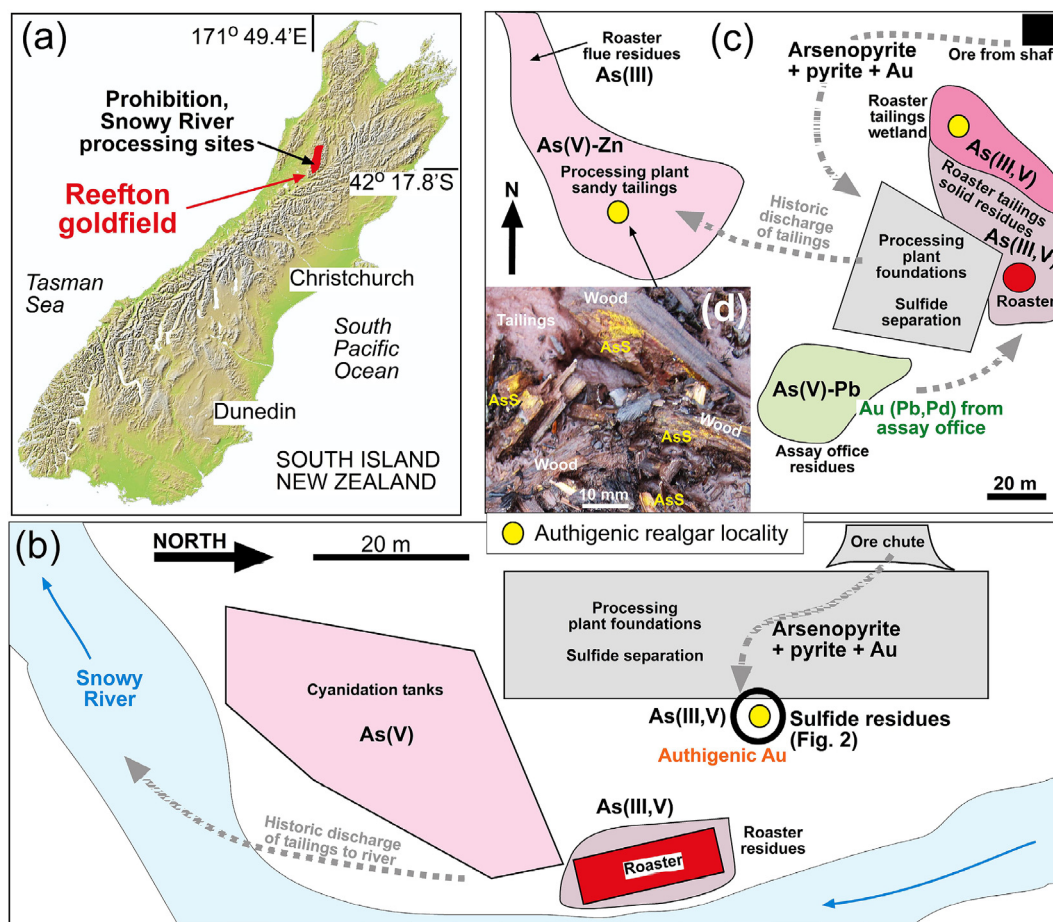 (a)
171° 49.4'E
Prohibition,
Snowy River
processing sites
Reefton
goldfield
42° 17.8'S
Tasman
Sea
Christchurch
South
Pacific
Ocean
Dunedin
SOUTH ISLAND
NEW ZEALAND
(c)
Roaster
flue residues
As(III)
Arsenopyrite
+ pyrite + Au
Ore from shaft
Roaster
tailings
wetland
As(III,V)
As(V)-Zn
Processing plant
sandy tailings
N
Historic
discharge
of tailings
Roaster tailings
solid residues
As(III,V)
Processing
plant
foundations
Sulfide
separation
Roaster
As(V)-Pb
Au (Pb,Pd) from
assay office
Assay office
residues
20 m
(d)
Wood
Tailings
AsS
AsS
Wood
AsS
Wood
10 mm
AsS
Authigenic realgar locality
(b)
NORTH
20 m
Ore chute
Processing
plant foundations
Sulfide separation
Arsenopyrite
+ pyrite + Au
Snowy
River
Cyanidation tanks
As(V)
As(III,V)
Sulfide residues
(Fig. 2)
Authigenic Au
Historic discharge
of tailings to river
As(III,V)
Roaster
Roaster
residues